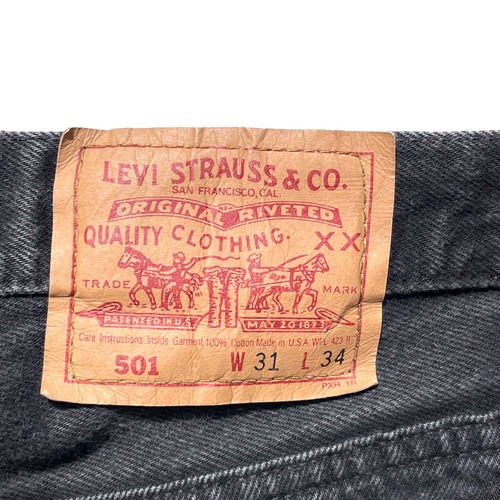 LEVI STRAUSS & CO.
SAN FRANCISCO, CAL.
ORIGINAL RIVETED
QUALITY CLOTHING. XX
TRADE MARK
PATENTED IN U.S. MAY 20 1873
Care Instructions Inside Garment 100% Cotton Made in U.S.A. WPL 423 R
501 W 31 L 34